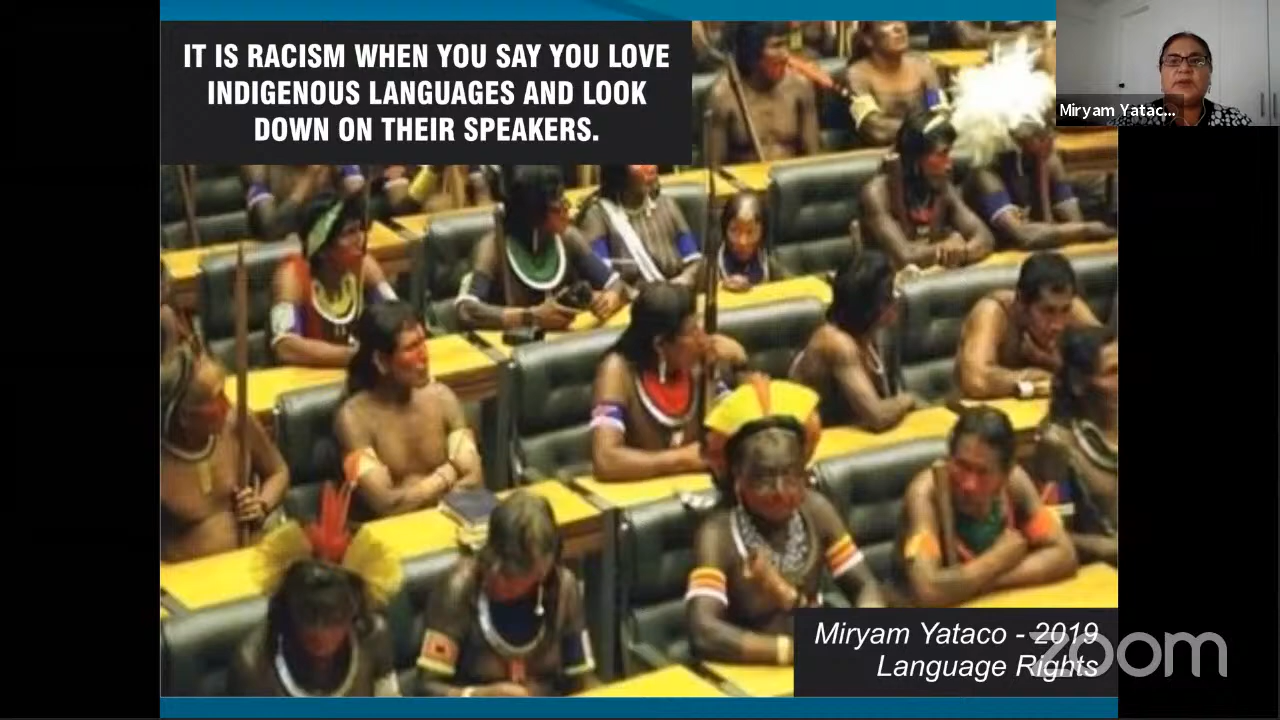 IT IS RACISM WHEN YOU SAY YOU LOVE
INDIGENOUS LANGUAGES AND LOOK
DOWN ON THEIR SPEAKERS.
Miryam Yatac...
Miryam Yataco - 2019
Language Rights
zoom